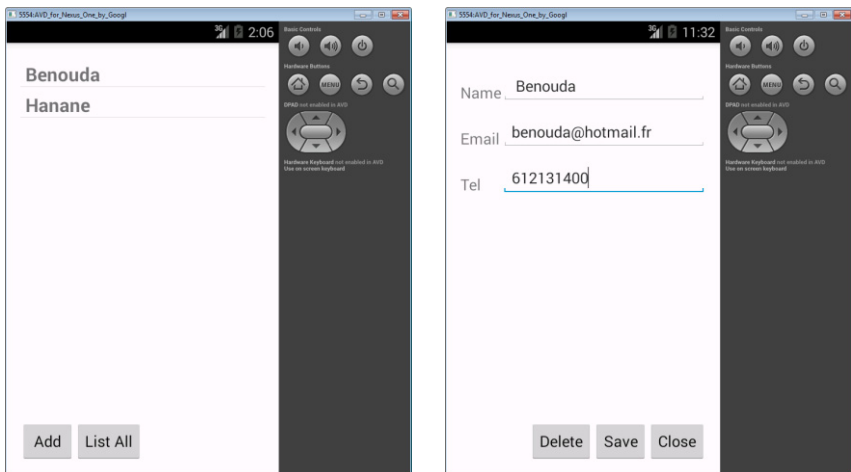 5554:AVD_for_Nexus_One_by_Googl
3G 2:06
Basic Controls
Hardware Buttons
MENU
DPAD not enabled in AVD
Hardware Keyboard not enabled in AVD
Use on screen keyboard
Benouda
Hanane
Add List All
5554:AVD_for_Nexus_One_by_Googl
3G 11:32
Basic Controls
Hardware Buttons
MENU
DPAD not enabled in AVD
Hardware Keyboard not enabled in AVD
Use on screen keyboard
Name Benouda
Email benouda@hotmail.fr
Tel 612131400
Delete Save Close